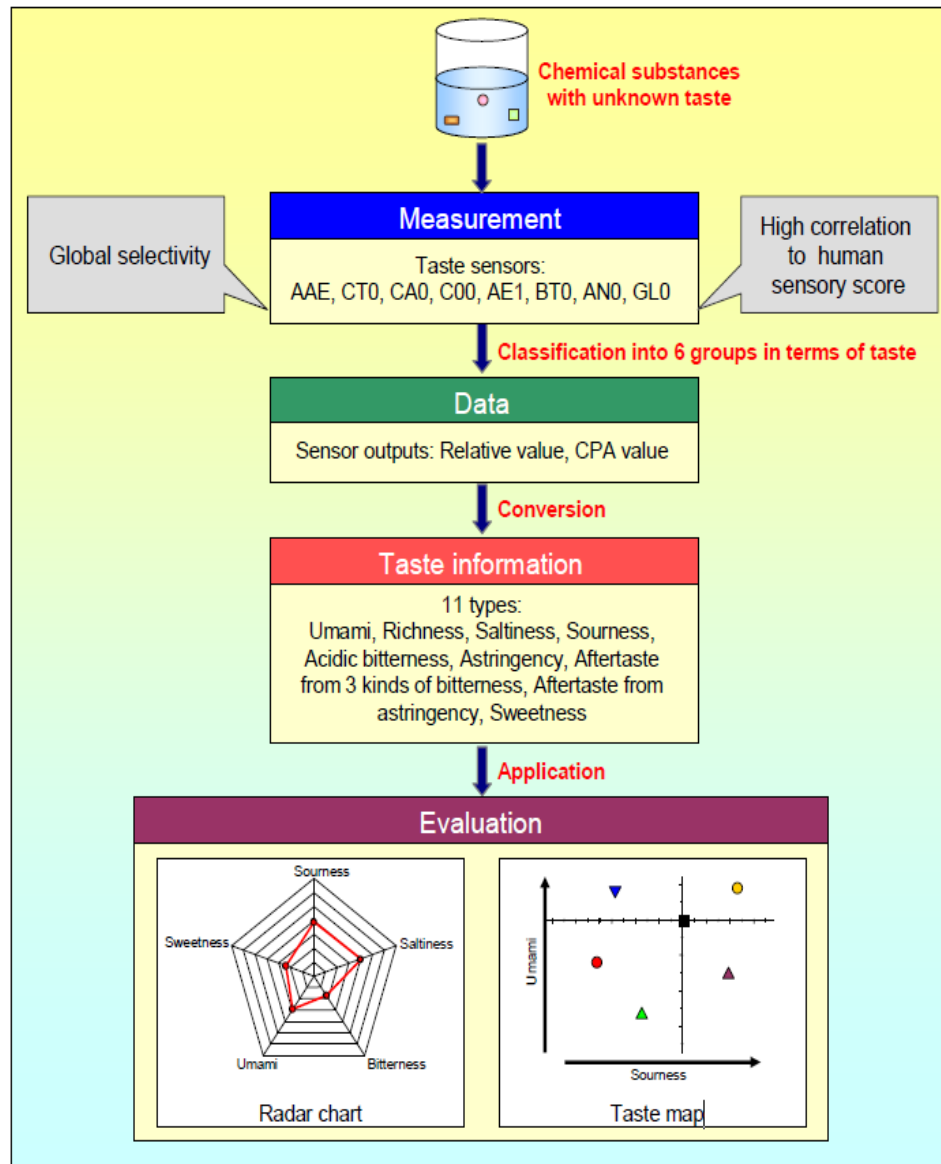 Chemical substances
with unknown taste
Measurement
Global selectivity
Taste sensors:
AAE, CT0, CA0, C00, AE1, BT0, AN0, GL0
High correlation
to human
sensory score
Classification into 6 groups in terms of taste
Data
Sensor outputs: Relative value, CPA value
Conversion
Taste information
11 types:
Umami, Richness, Saltiness, Sourness,
Acidic bitterness, Astringency, Aftertaste
from 3 kinds of bitterness, Aftertaste from
astringency, Sweetness
Application
Evaluation
Sourness
Sweetness
Saltiness
Umami
Bitterness
Radar chart
Umami
Sourness
Taste map